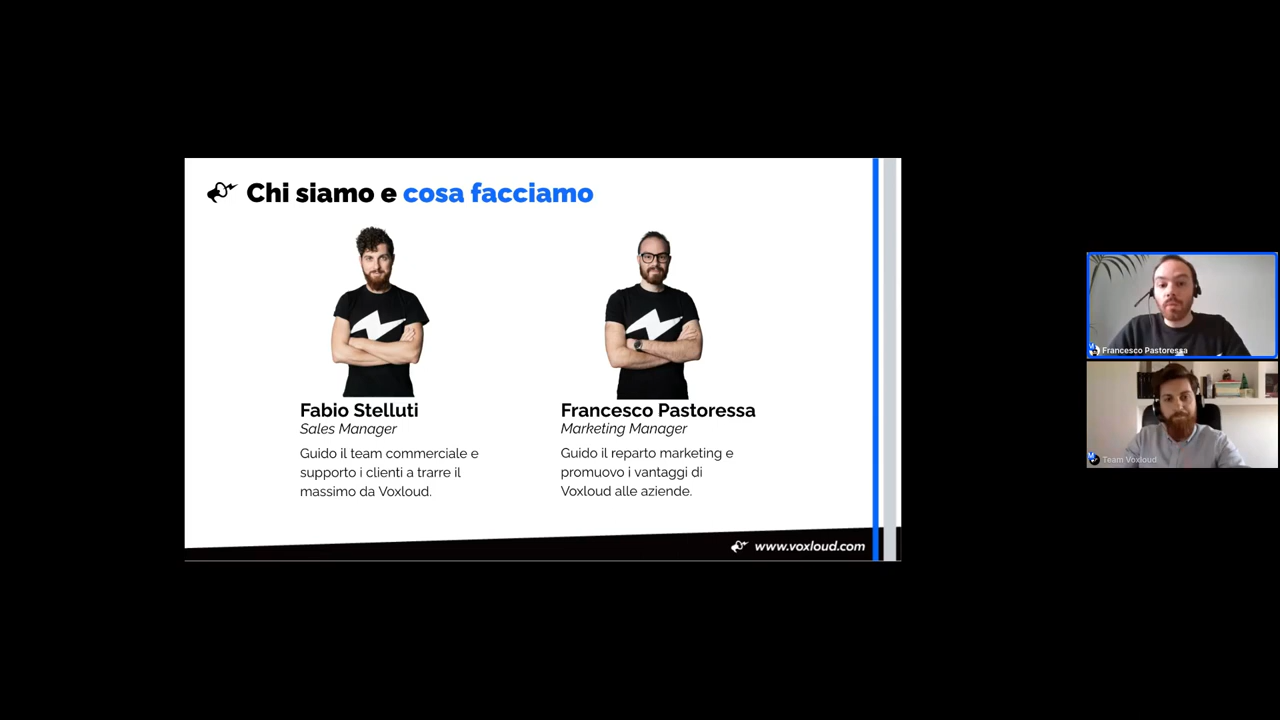 Chi siamo e cosa facciamo
Fabio Stelluti
Sales Manager
Guido il team commerciale e
supporto i clienti a trarre il
massimo da Voxloud.
Francesco Pastoressa
Marketing Manager
Guido il reparto marketing e
promuovo i vantaggi di
Voxloud alle aziende.
www.voxloud.com
Francesco Pastoressa
Team Voxloud